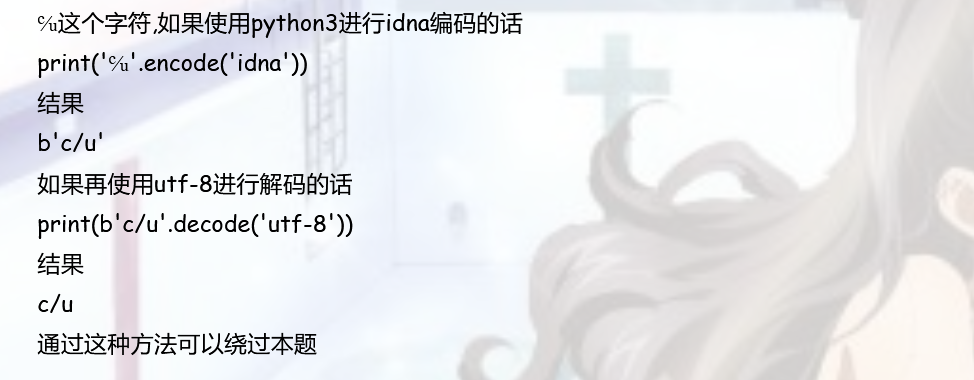 ℆这个字符,如果使用python3进行idna编码的话
print('℆'.encode('idna'))
结果
b'c/u'
如果再使用utf-8进行解码的话
print(b'c/u'.decode('utf-8'))
结果
c/u
通过这种方法可以绕过本题